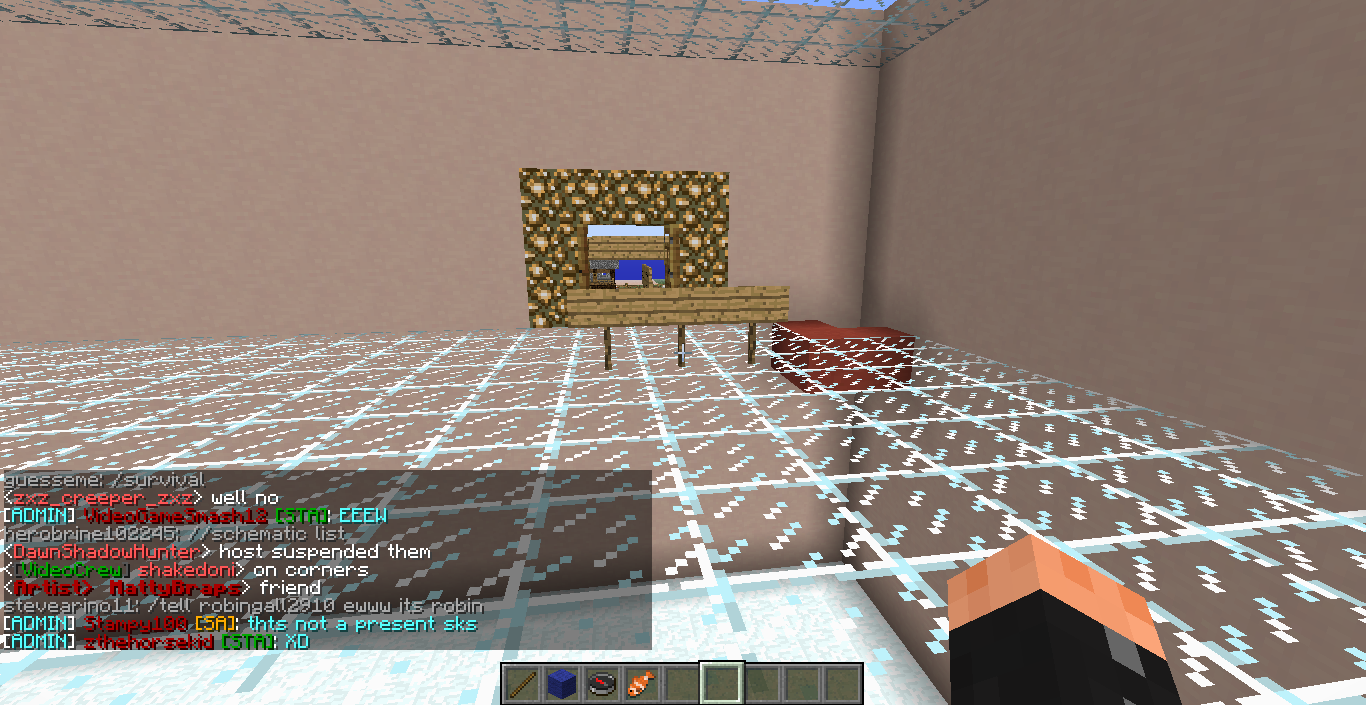 guesseme: /survival
<zxz_creeper_zxz> well no
[ADMIN] VideoGameSmash12 [STA]: EEEW
herobrine102245: //schematic list
<DawnShadowHunter> host suspended them
<[VideoCrew] shakedoni> on corners
<Artist> MattyBraps> friend
stevearino11: /tell robingall2910 ewww its robin
[ADMIN] Stampy100 [SA]: thts not a present sks
[ADMIN] zthehorsekid [STA]: XD